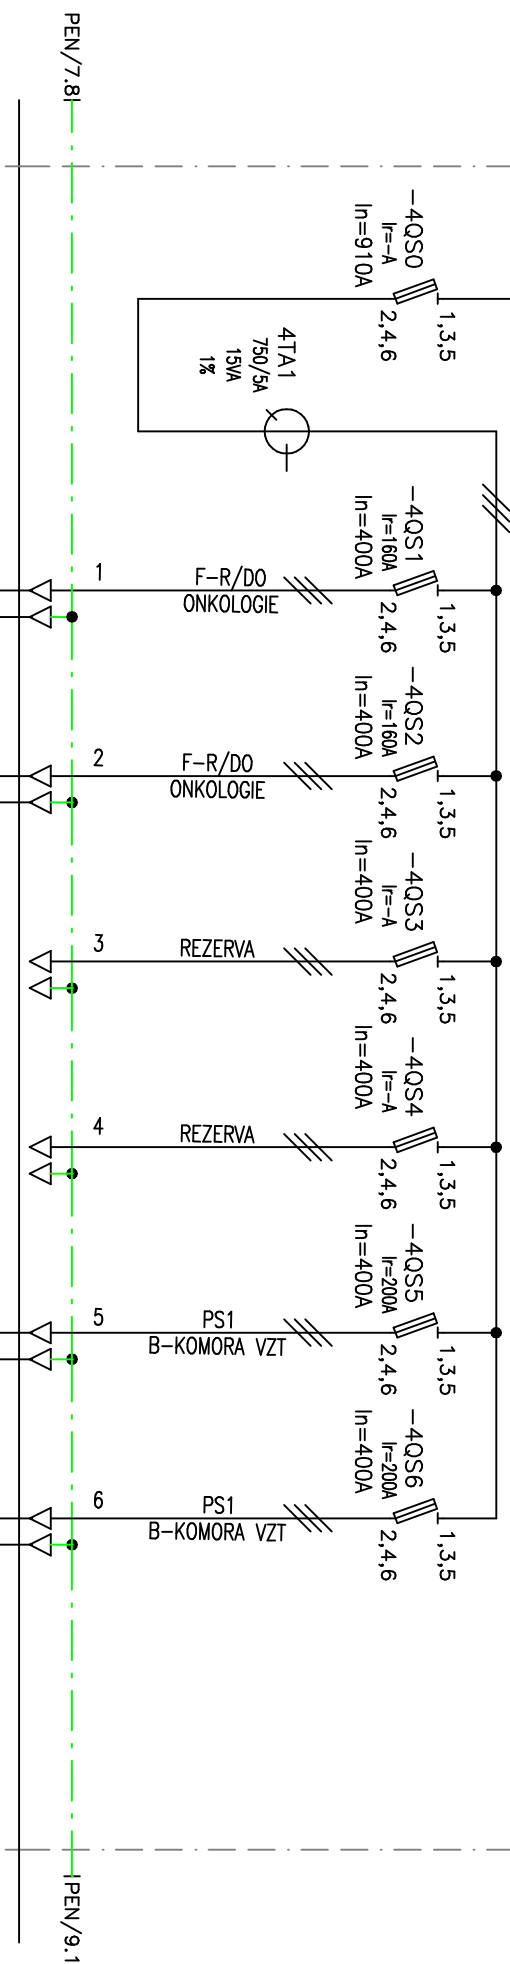 PEN/7.8
-4QS0
Ir=-A
In=910A
1,3,5
2,4,6
4TA1
750/5A
15VA
1%
-4QS1
Ir=160A
In=400A
1,3,5
2,4,6
F-R/DO
ONKOLOGIE
1
-4QS2
Ir=160A
In=400A
1,3,5
2,4,6
F-R/DO
ONKOLOGIE
2
-4QS3
Ir=-A
In=400A
1,3,5
2,4,6
REZERVA
3
-4QS4
Ir=-A
In=400A
1,3,5
2,4,6
REZERVA
4
-4QS5
Ir=200A
In=400A
1,3,5
2,4,6
PS1
B-KOMORA VZT
5
-4QS6
Ir=200A
In=400A
1,3,5
2,4,6
PS1
B-KOMORA VZT
6
PEN/9.1